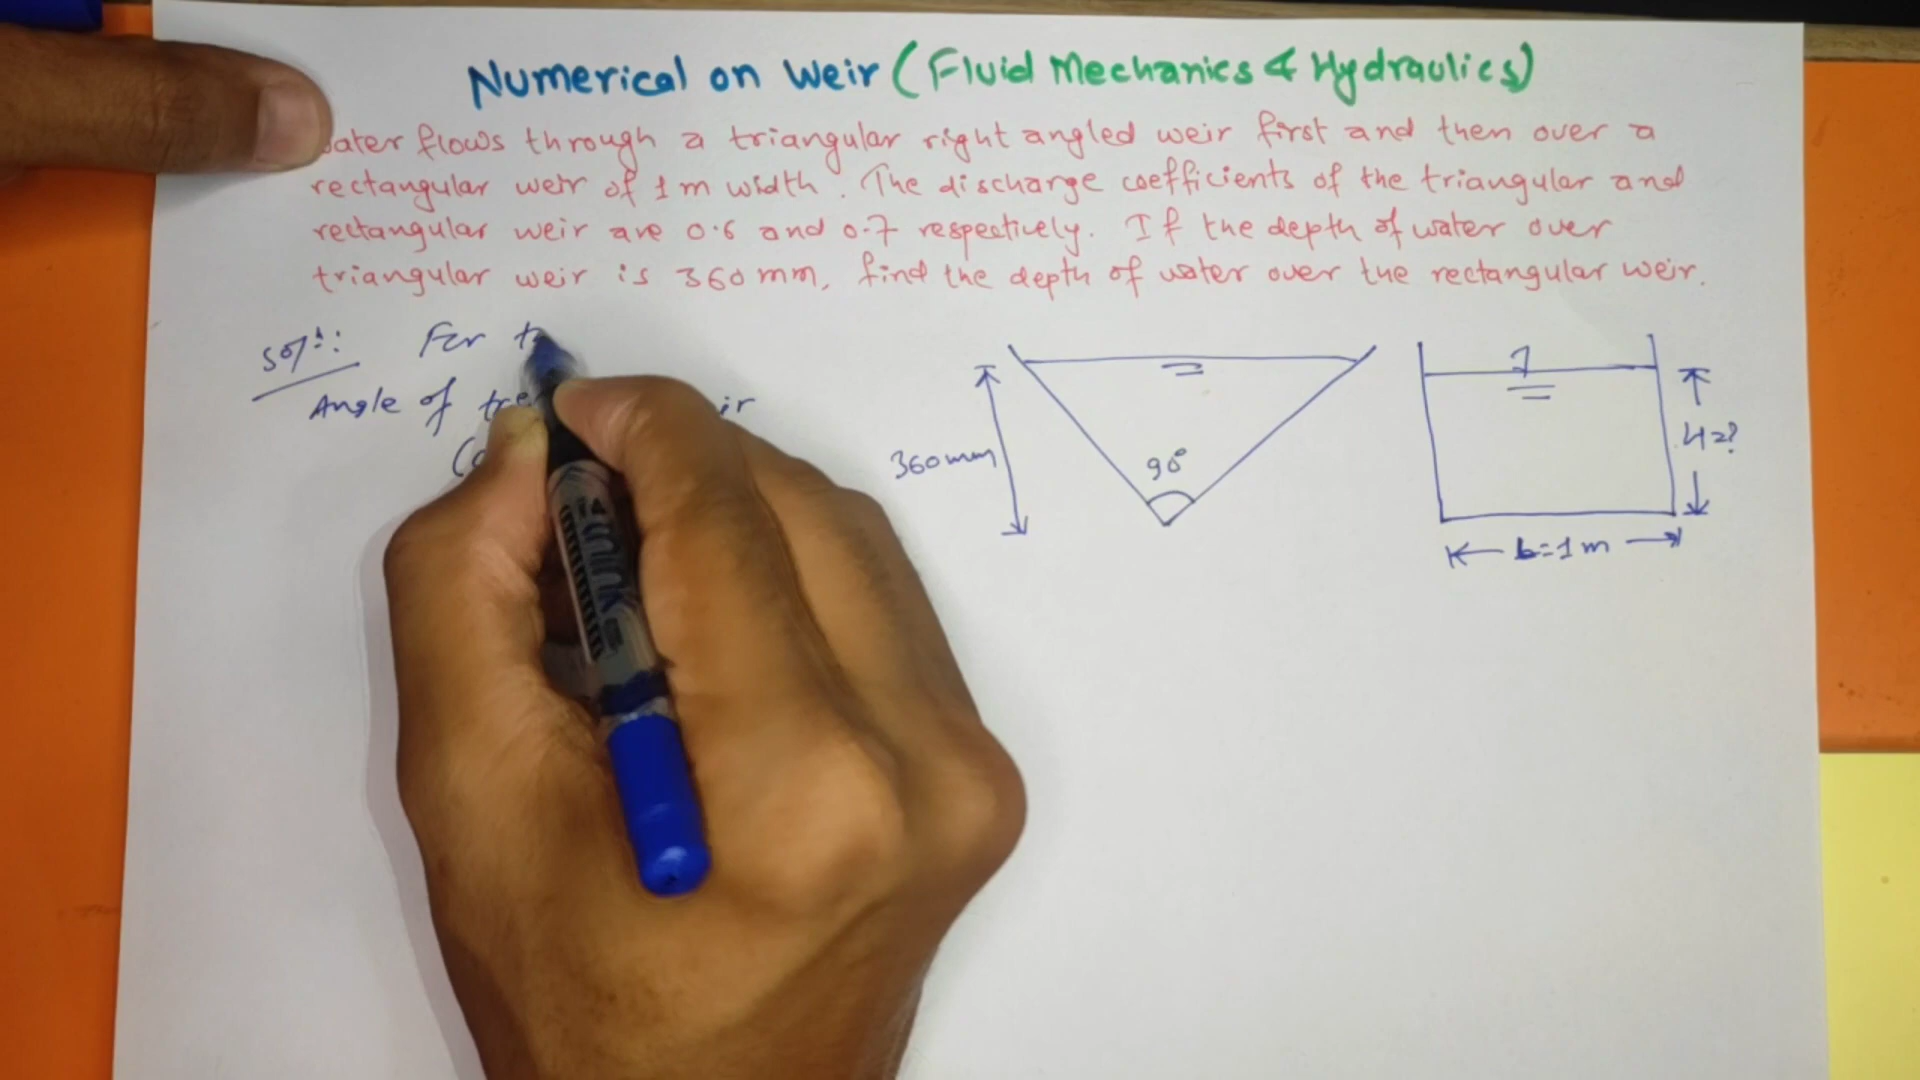 Numerical on Weir (Fluid Mechanics & Hydraulics)
water flows through a triangular right angled weir first and then over a
rectangular weir of 1 m width. The discharge coefficients of the triangular and
rectangular weir are 0.6 and 0.7 respectively. If the depth of water over
triangular weir is 360 mm, find the depth of water over the rectangular weir.
Sol^n: For
Angle of
360 mm
90°
H=?
b=1 m